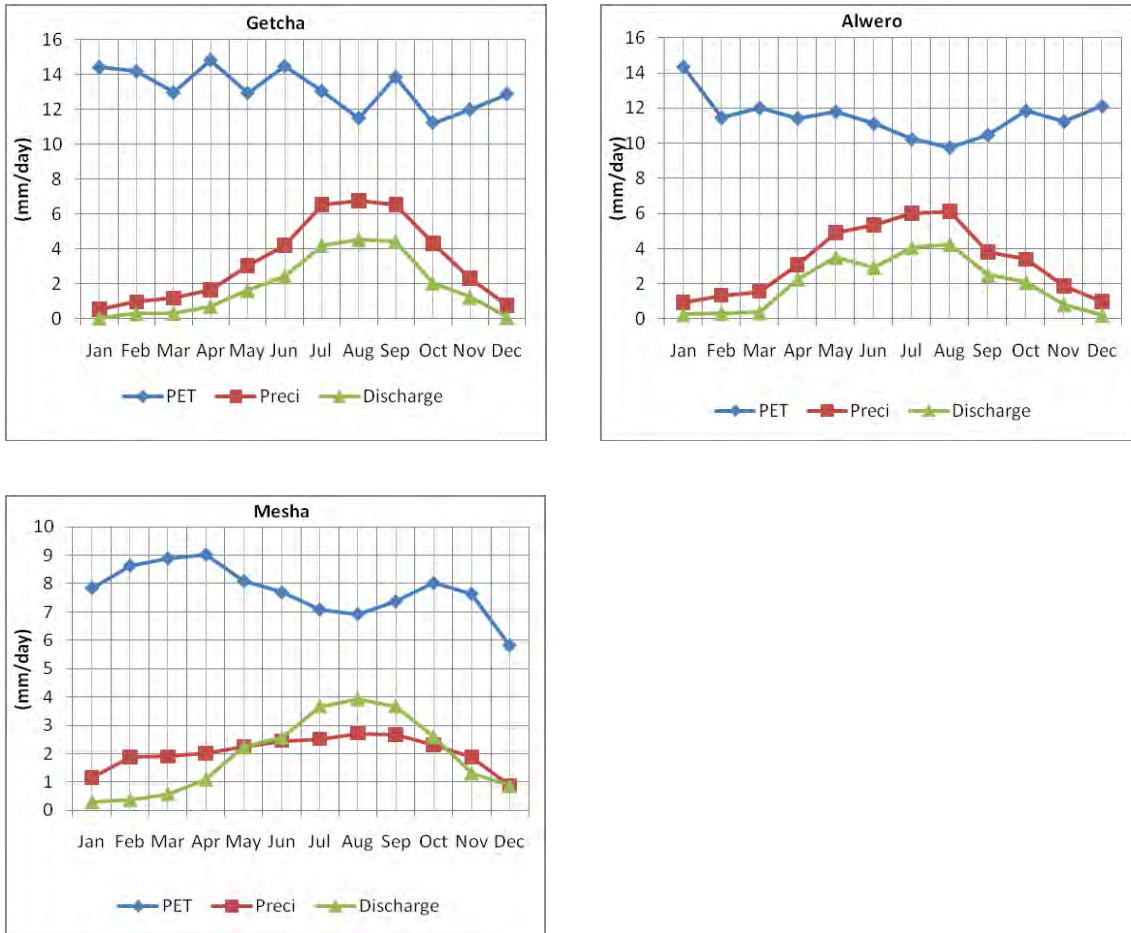 Getcha
16
14
12
10
8
6
4
2
0
(mm/day)
Jan Feb Mar Apr May Jun Jul Aug Sep Oct Nov Dec
PET Preci Discharge
Alwero
16
14
12
10
8
6
4
2
0
(mm/day)
Jan Feb Mar Apr May Jun Jul Aug Sep Oct Nov Dec
PET Preci Discharge
Mesha
10
9
8
7
6
5
4
3
2
1
0
(mm/day)
Jan Feb Mar Apr May Jun Jul Aug Sep Oct Nov Dec
PET Preci Discharge